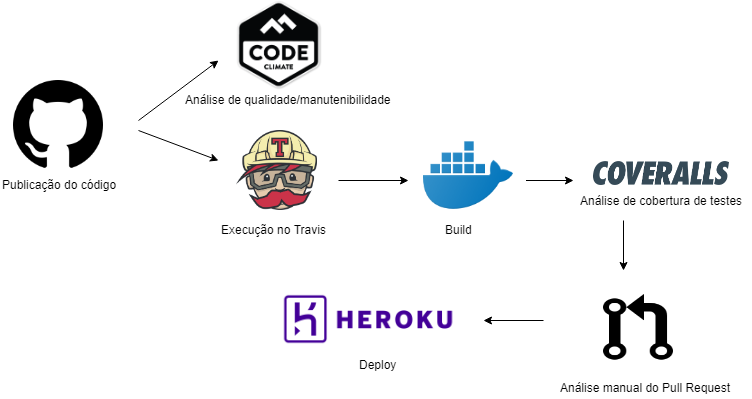 CODE
CLIMATE
Análise de qualidade/manutenibilidade
Publicação do código
T
Execução no Travis
Build
COVERALLS
Análise de cobertura de testes
HEROKU
Deploy
Análise manual do Pull Request